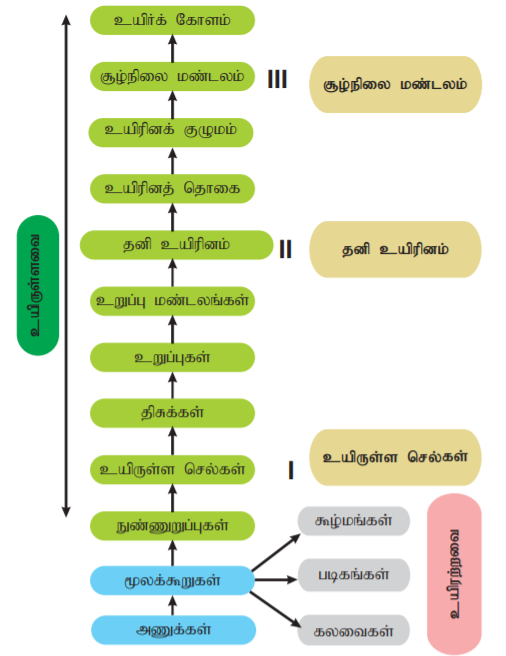 உயிர்க் கோளம்
சூழ்நிலை மண்டலம்
III
சூழ்நிலை மண்டலம்
உயிரினக் குழுமம்
உயிரினத் தொகை
தனி உயிரினம்
II
தனி உயிரினம்
உயிருள்ளவை
உறுப்பு மண்டலங்கள்
உறுப்புகள்
திசுக்கள்
உயிருள்ள செல்கள்
I
உயிருள்ள செல்கள்
நுண்ணுறுப்புகள்
கூழ்மங்கள்
மூலக்கூறுகள்
படிகங்கள்
உயிரற்றவை
அணுக்கள்
கலவைகள்